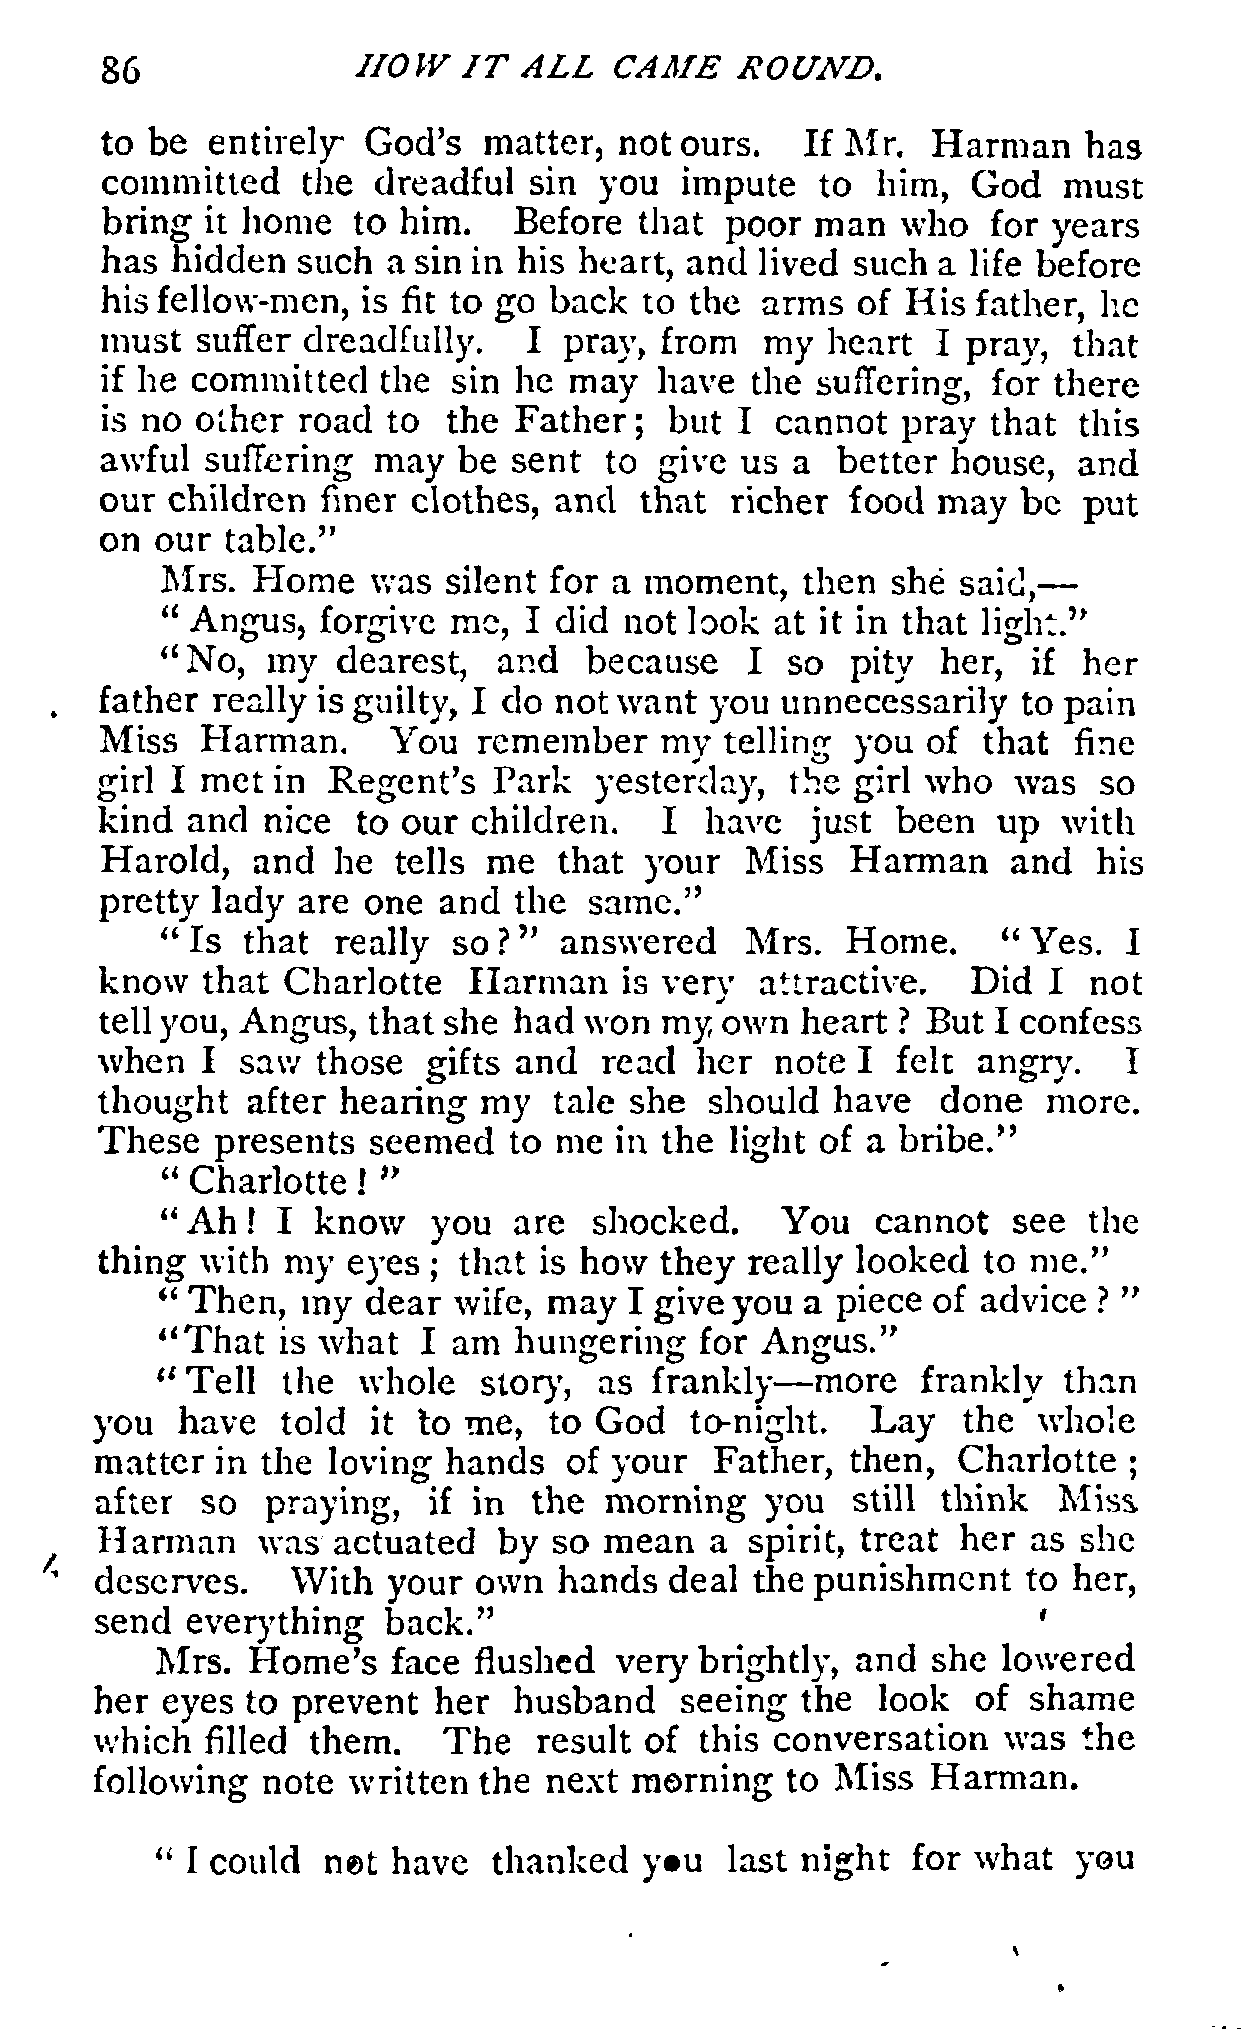 86 HOW IT ALL CAME ROUND.
to be entirely God's matter, not ours. If Mr. Harman has
committed the dreadful sin you impute to him, God must
bring it home to him. Before that poor man who for years
has hidden such a sin in his heart, and lived such a life before
his fellow-men, is fit to go back to the arms of His father, he
must suffer dreadfully. I pray, from my heart I pray, that
if he committed the sin he may have the suffering, for there
is no other road to the Father; but I cannot pray that this
awful suffering may be sent to give us a better house, and
our children finer clothes, and that richer food may be put
on our table."
Mrs. Home was silent for a moment, then she said,—
"Angus, forgive me, I did not look at it in that light."
"No, my dearest, and because I so pity her, if her
father really is guilty, I do not want you unnecessarily to pain
Miss Harman. You remember my telling you of that fine
girl I met in Regent's Park yesterday, the girl who was so
kind and nice to our children. I have just been up with
Harold, and he tells me that your Miss Harman and his
pretty lady are one and the same."
"Is that really so?" answered Mrs. Home. "Yes. I
know that Charlotte Harman is very attractive. Did I not
tell you, Angus, that she had won my own heart? But I confess
when I saw those gifts and read her note I felt angry. I
thought after hearing my tale she should have done more.
These presents seemed to me in the light of a bribe."
"Charlotte!"
"Ah! I know you are shocked. You cannot see the
thing with my eyes; that is how they really looked to me."
"Then, my dear wife, may I give you a piece of advice?"
"That is what I am hungering for Angus."
"Tell the whole story, as frankly—more frankly than
you have told it to me, to God to-night. Lay the whole
matter in the loving hands of your Father, then, Charlotte;
after so praying, if in the morning you still think Miss
Harman was actuated by so mean a spirit, treat her as she
deserves. With your own hands deal the punishment to her,
send everything back."
Mrs. Home's face flushed very brightly, and she lowered
her eyes to prevent her husband seeing the look of shame
which filled them. The result of this conversation was the
following note written the next morning to Miss Harman.
"I could not have thanked you last night for what you